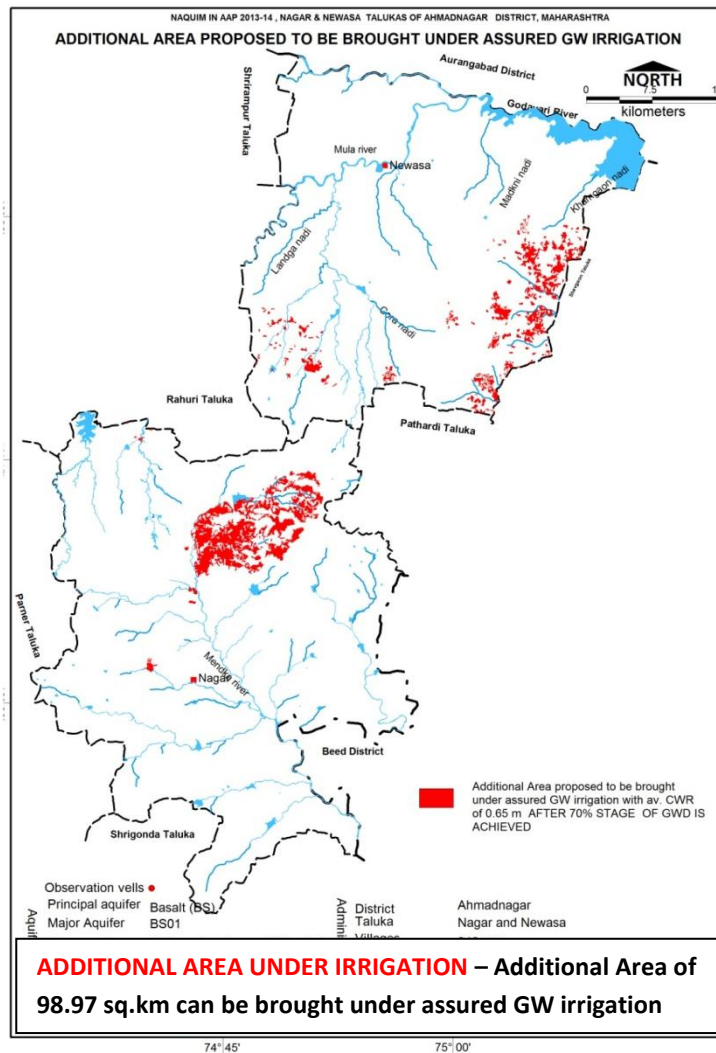 NAQUIM IN AAP 2013-14 , NAGAR & NEWASA TALUKAS OF AHMADNAGAR DISTRICT, MAHARASHTRA
ADDITIONAL AREA PROPOSED TO BE BROUGHT UNDER ASSURED GW IRRIGATION
Aurangabad District
NORTH
0 7.5 1
kilometers
Shrirampur Taluka
Godavari River
Mula river
Newasa
Madkni nadi
Khamgaon nadi
Landga nadi
Gora nadi
Rahuri Taluka
Pathardi Taluka
Parner Taluka
Mendka river
Nagar
Beed District
Shrigonda Taluka
Additional Area proposed to be brought
under assured GW irrigation with av. CWR
of 0.65 m AFTER 70% STAGE OF GWD IS
ACHIEVED
Observation vells
Principal aquifer Basalt (BS)
Major Aquifer BS01
District Ahmadnagar
Taluka Nagar and Newasa
ADDITIONAL AREA UNDER IRRIGATION – Additional Area of
98.97 sq.km can be brought under assured GW irrigation
74°45' 75°00'